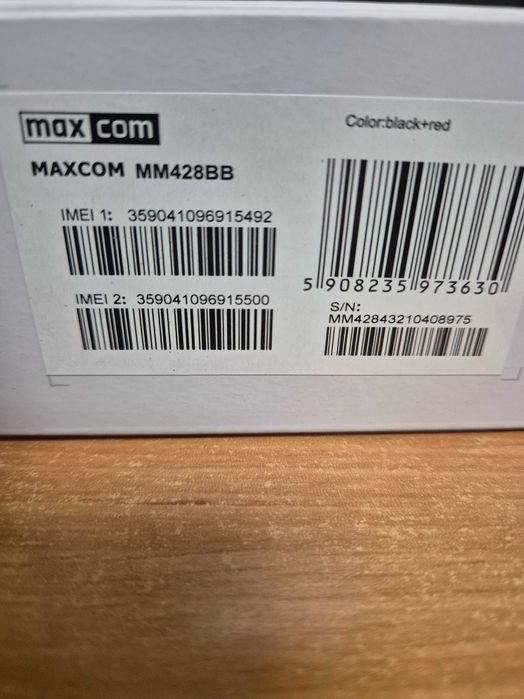 maxcom
Color:black+red
MAXCOM MM428BB
IMEI 1: 359041096915492
IMEI 2: 359041096915500
5 908235 973630
S/N:
MM42843210408975